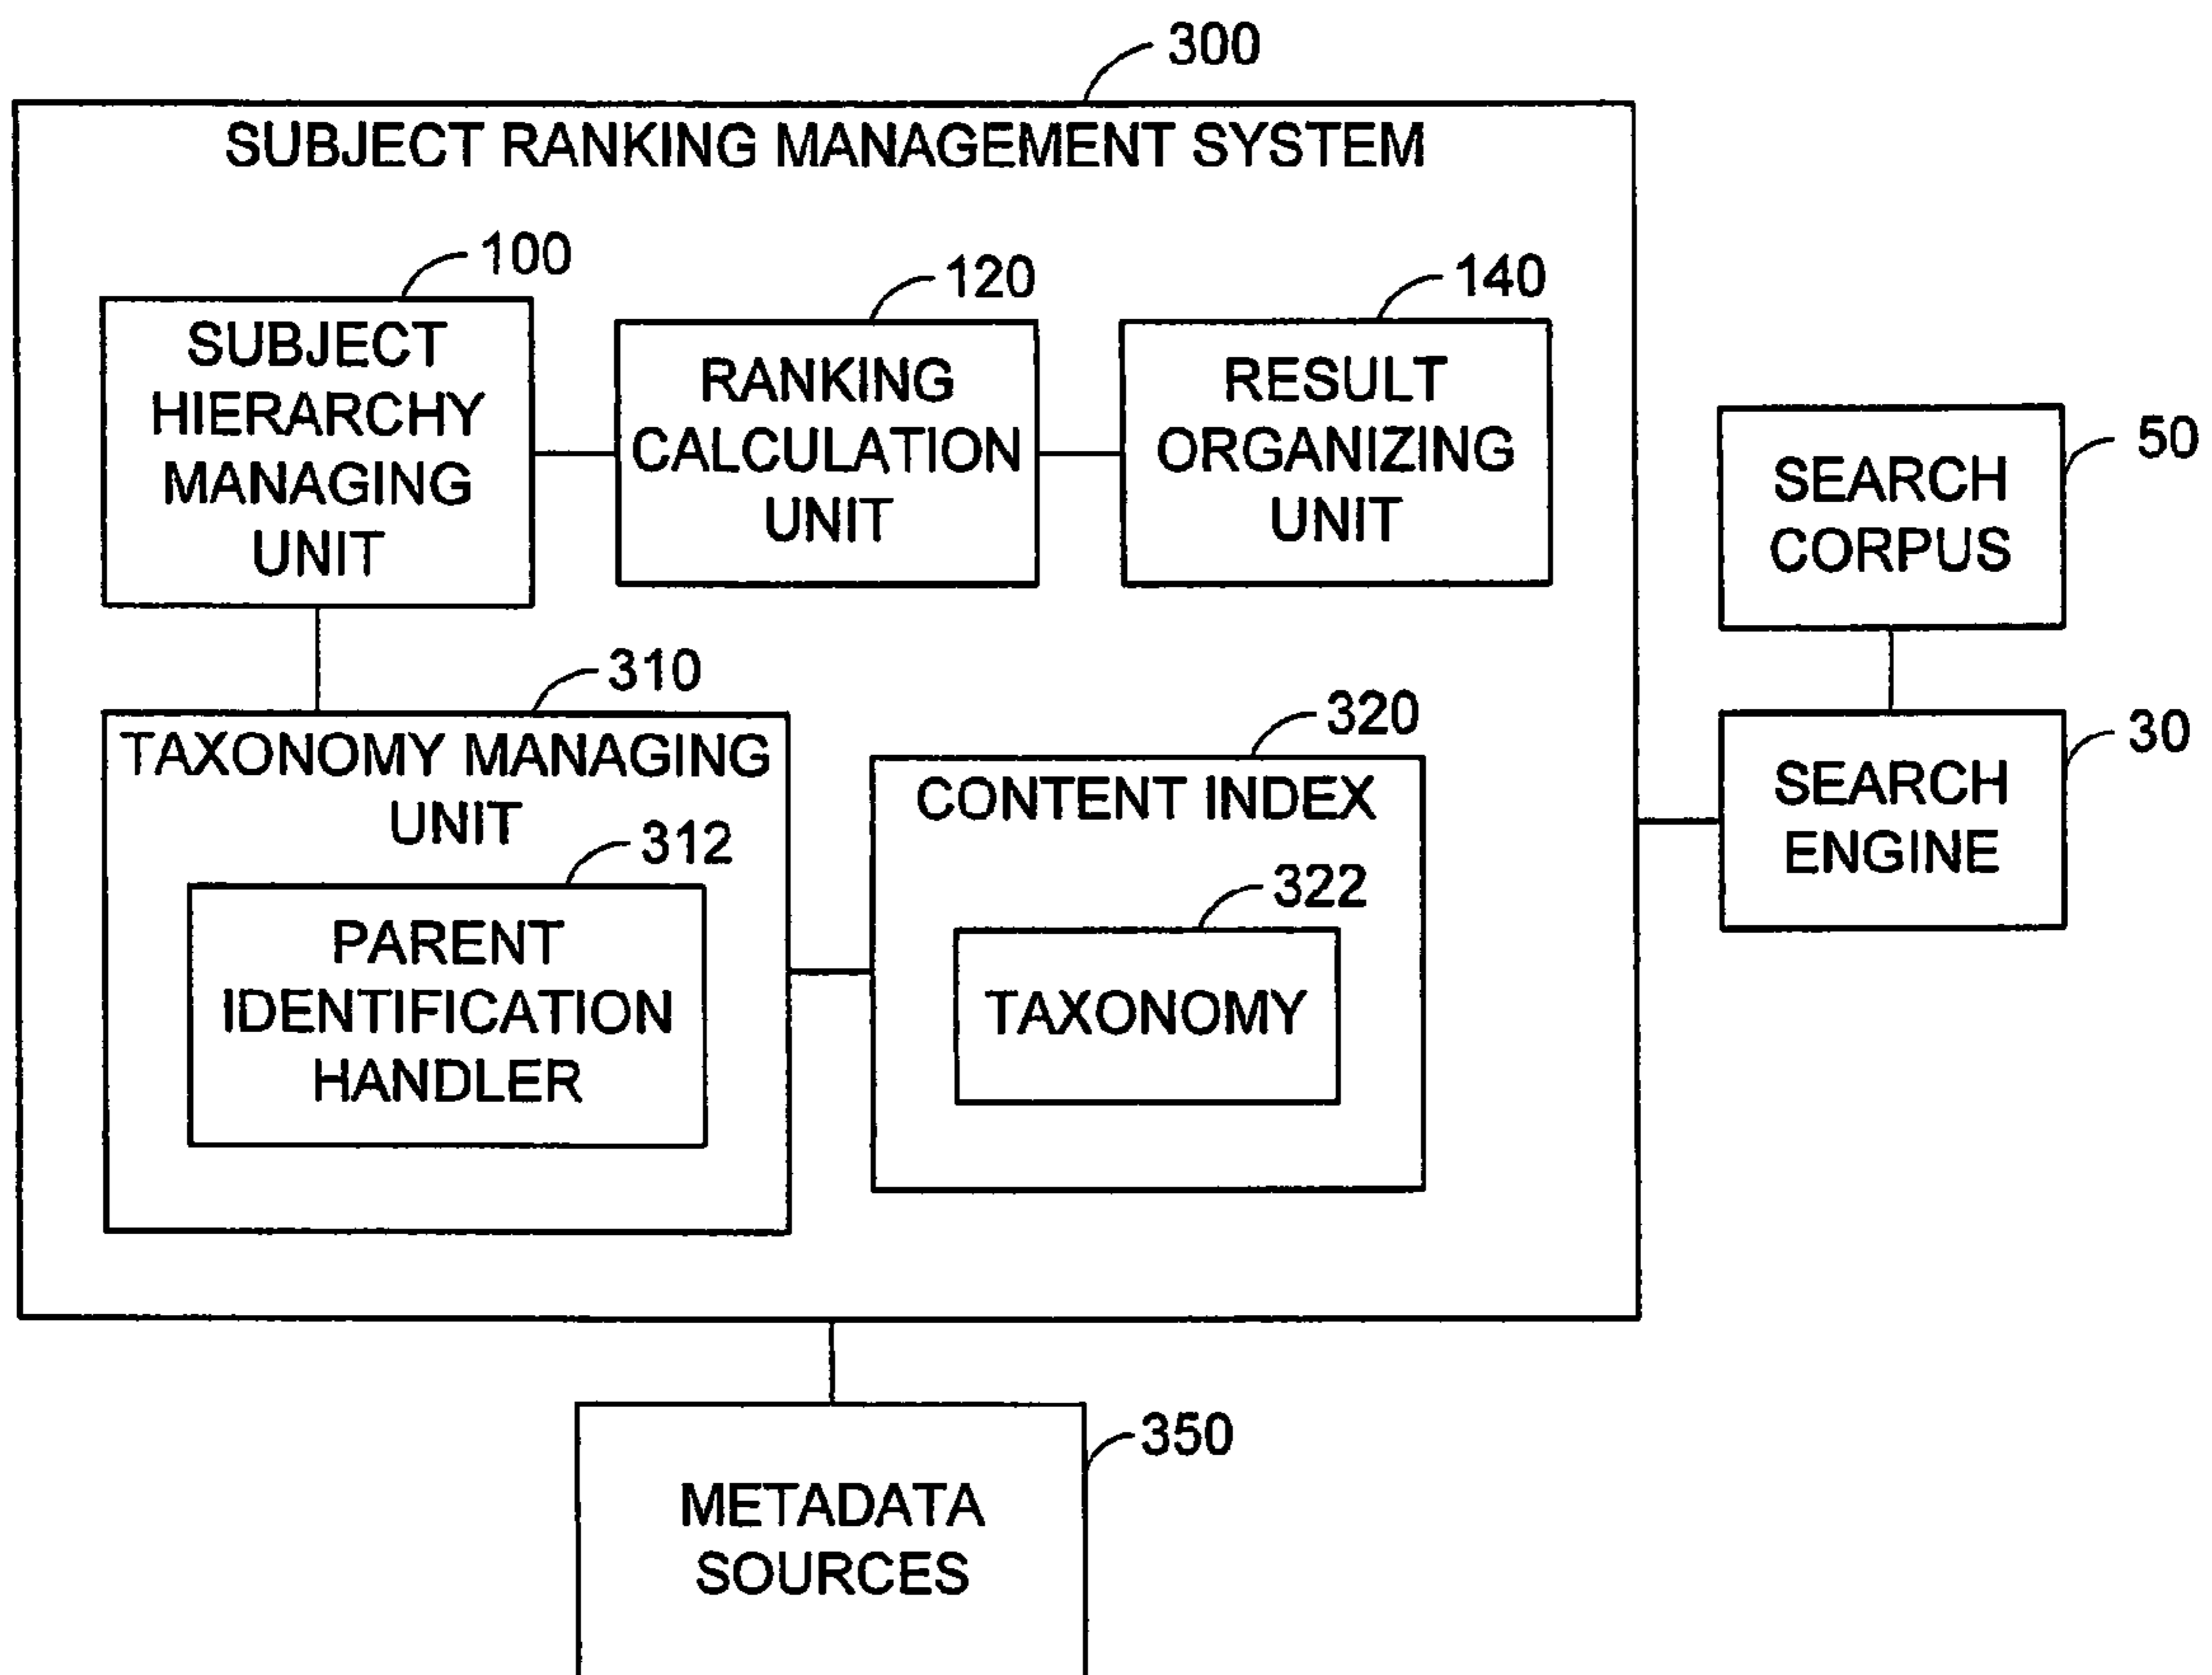 300
SUBJECT RANKING MANAGEMENT SYSTEM
100
SUBJECT
HIERARCHY
MANAGING
UNIT
120
RANKING
CALCULATION
UNIT
140
RESULT
ORGANIZING
UNIT
50
SEARCH
CORPUS
310
TAXONOMY MANAGING
UNIT
312
PARENT
IDENTIFICATION
HANDLER
320
CONTENT INDEX
322
TAXONOMY
30
SEARCH
ENGINE
350
METADATA
SOURCES